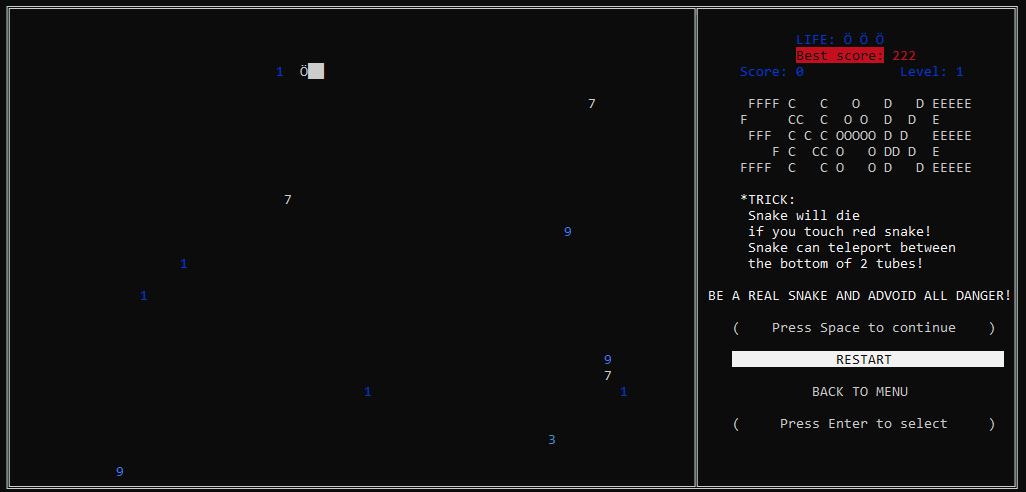 LIFE: Ö Ö Ö
Best score: 222
1 Ö
Score: 0 Level: 1
7
FFFF C C O D D EEEEE
F CC C O O D D E
FFF C C C OOOOO D D EEEEE
F C CC O O DD D E
FFFF C C O O D D EEEEE
7
*TRICK:
Snake will die
9
if you touch red snake!
Snake can teleport between
1
the bottom of 2 tubes!
1
BE A REAL SNAKE AND ADVOID ALL DANGER!
( Press Space to continue )
9
RESTART
7
1 1
BACK TO MENU
( Press Enter to select )
3
9